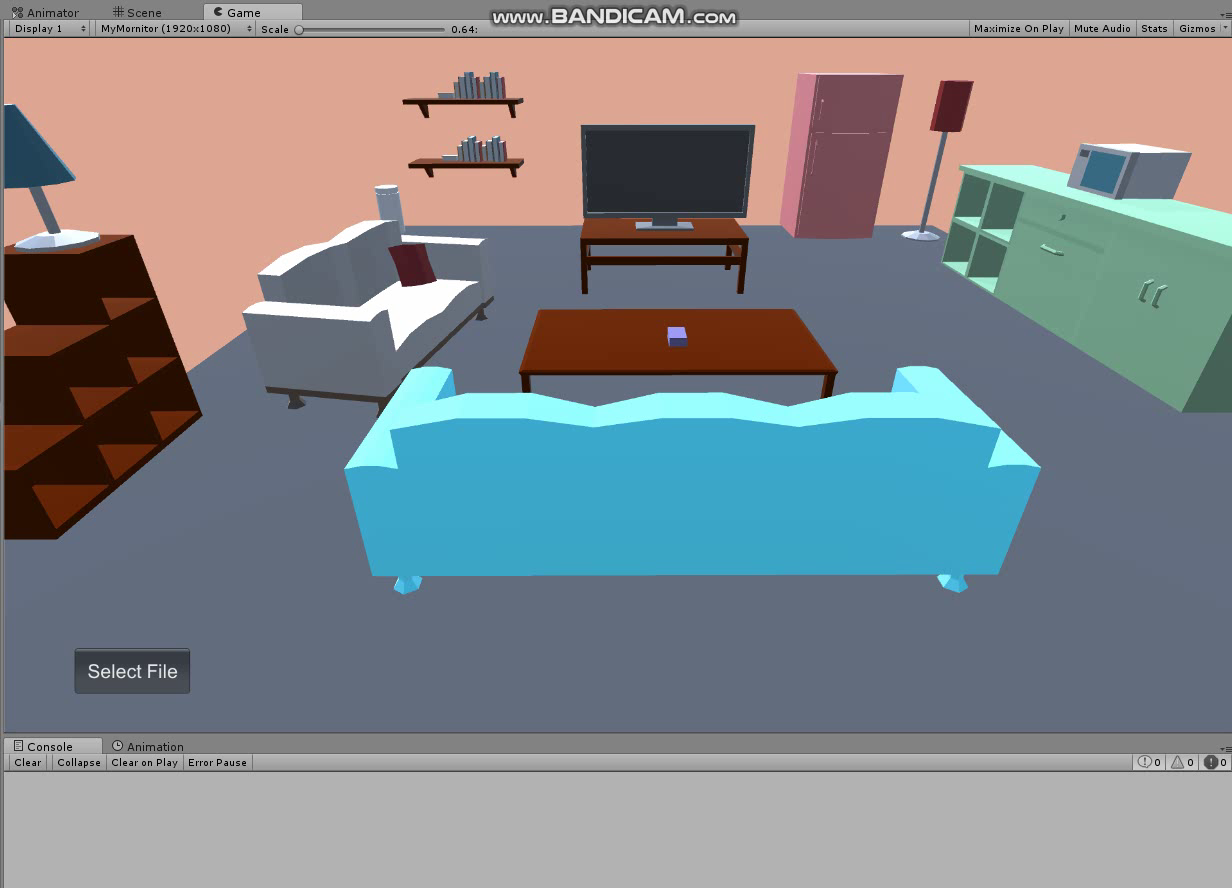 Animator Scene Game
www.BANDICAM.com
Display 1 MyMornitor (1920x1080) Scale 0.64: Maximize On Play Mute Audio Stats Gizmos
Select File
Console Animation
Clear Collapse Clear on Play Error Pause 0 0 0